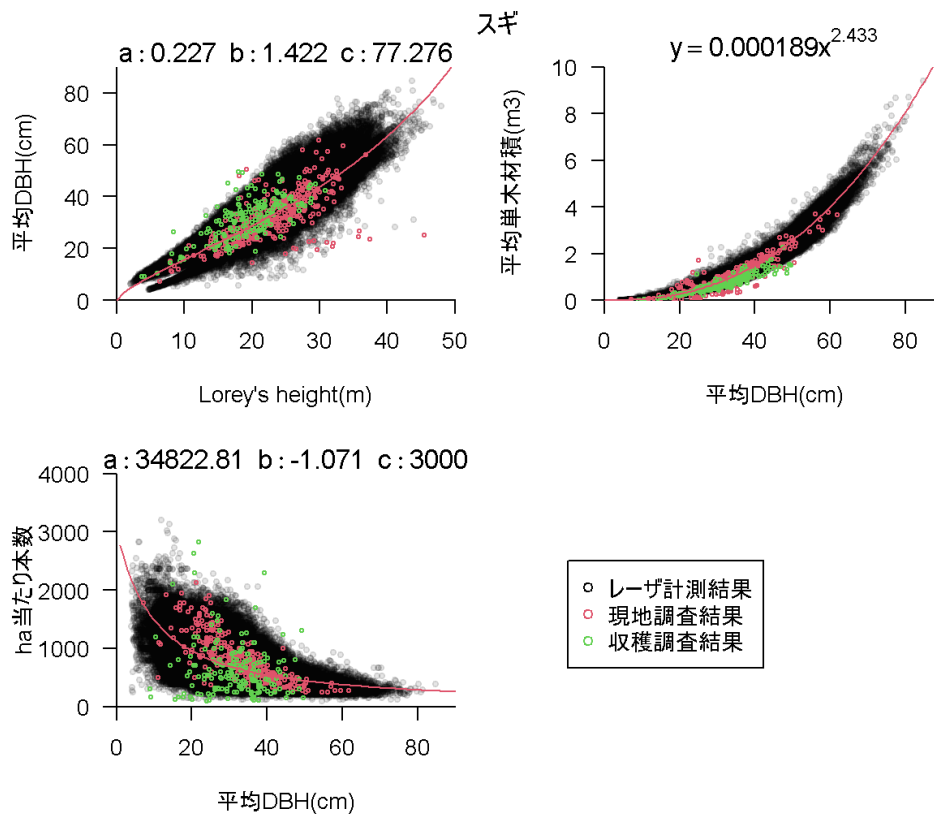 スギ
a : 0.227 b : 1.422 c : 77.276
平均DBH(cm)
80
60
40
20
0
0 10 20 30 40 50
Lorey's height(m)
y = 0.000189x^2.433
平均単木材積(m3)
10
8
6
4
2
0
0 20 40 60 80
平均DBH(cm)
a : 34822.81 b : -1.071 c : 3000
ha当たり本数
4000
3000
2000
1000
0
0 20 40 60 80
平均DBH(cm)
レーザ計測結果
現地調査結果
収穫調査結果